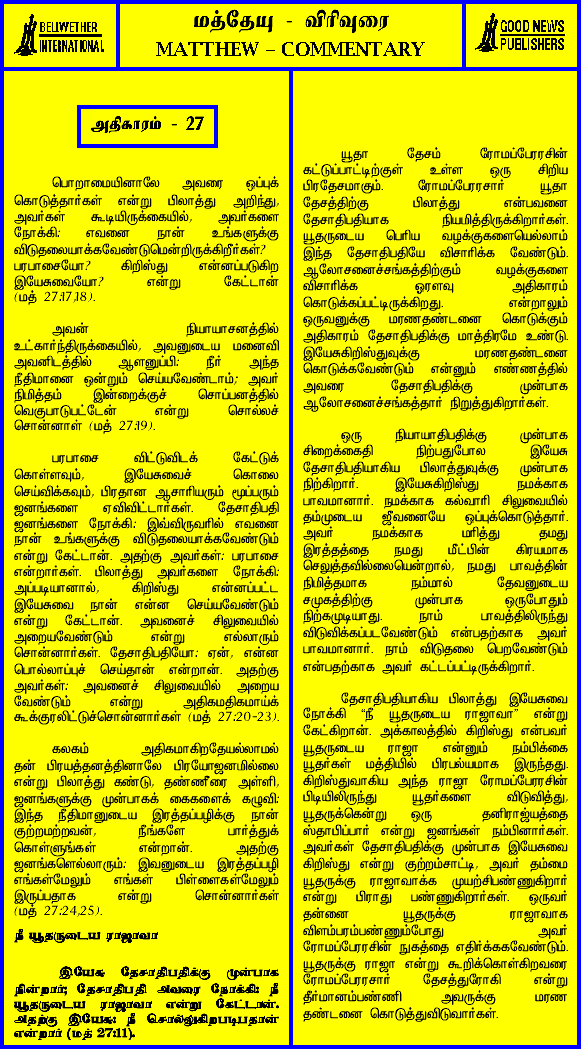 BELIWETHER
INTERNATIONAL
மத்தேயு - விரிவுரை
MATTHEW – COMMENTARY
GOOD NEWS
PUBLISHERS
அதிகாரம் - 27
பொறாமையினாலே அவரை ஒப்புக்
கொடுத்தார்கள் என்று பிலாத்து அறிந்து,
அவர்கள் கூடியிருக்கையில், அவர்களை
நோக்கி: எவனை நான் உங்களுக்கு
விடுதலையாக்கவேண்டுமென்றிருக்கிறீர்கள்?
பரபாசையோ? கிறிஸ்து என்னப்படுகிற
இயேசுவையோ? என்று கேட்டான்
(மத் 27:17,18).
அவன் நியாயாசனத்தில்
உட்கார்ந்திருக்கையில், அவனுடைய மனைவி
அவனிடத்தில் ஆளனுப்பி: நீர் அந்த
நீதிமானை ஒன்றும் செய்யவேண்டாம்; அவர்
நிமித்தம் இன்றைக்குச் சொப்பனத்தில்
வெகுபாடுபட்டேன் என்று சொல்லச்
சொன்னாள் (மத் 27:19).
பரபாசை விட்டுவிடக் கேட்டுக்
கொள்ளவும், இயேசுவைச் கொலை
செய்விக்கவும், பிரதான ஆசாரியரும் மூப்பரும்
ஜனங்களை ஏவிவிட்டார்கள். தேசாதிபதி
ஜனங்களை நோக்கி: இவ்விருவரில் எவனை
நான் உங்களுக்கு விடுதலையாக்கவேண்டும்
என்று கேட்டான். அதற்கு அவர்கள்: பரபாசை
என்றார்கள். பிலாத்து அவர்களை நோக்கி:
அப்படியானால், கிறிஸ்து என்னப்பட்ட
இயேசுவை நான் என்ன செய்யவேண்டும்
என்று கேட்டான். அவனைச் சிலுவையில்
அறையவேண்டும் என்று எல்லாரும்
சொன்னார்கள். தேசாதிபதியோ: ஏன், என்ன
பொல்லாப்புச் செய்தான் என்றான். அதற்கு
அவர்கள்: அவனைச் சிலுவையில் அறைய
வேண்டும் என்று அதிகமதிகமாய்க்
கூக்குரலிட்டுச்சொன்னார்கள் (மத் 27:20-23).
கலகம் அதிகமாகிறதேயல்லாமல்
தன் பிரயத்தனத்தினாலே பிரயோஜனமில்லை
என்று பிலாத்து கண்டு, தண்ணீரை அள்ளி,
ஜனங்களுக்கு முன்பாகக் கைகளைக் கழுவி:
இந்த நீதிமானுடைய இரத்தப்பழிக்கு நான்
குற்றமற்றவன், நீங்களே பார்த்துக்
கொள்ளுங்கள் என்றான். அதற்கு
ஜனங்களெல்லாரும்: இவனுடைய இரத்தப்பழி
எங்கள்மேலும் எங்கள் பிள்ளைகள்மேலும்
இருப்பதாக என்று சொன்னார்கள்
(மத் 27:24,25).
நீ யூதருடைய ராஜாவா
இயேசு தேசாதிபதிக்கு முன்பாக
நின்றார்; தேசாதிபதி அவரை நோக்கி: நீ
யூதருடைய ராஜாவா என்று கேட்டான்.
அதற்கு இயேசு: நீ சொல்லுகிறபடிதான்
என்றார் (மத் 27:11).
யூதா தேசம் ரோமப்பேரரசின்
கட்டுப்பாட்டிற்குள் உள்ள ஒரு சிறிய
பிரதேசமாகும். ரோமப்பேரரசார் யூதா
தேசத்திற்கு பிலாத்து என்பவனை
தேசாதிபதியாக நியமித்திருக்கிறார்கள்.
யூதருடைய பெரிய வழக்குகளையெல்லாம்
இந்த தேசாதிபதியே விசாரிக்க வேண்டும்.
ஆலோசனைச்சங்கத்திற்கும் வழக்குகளை
விசாரிக்க ஓரளவு அதிகாரம்
கொடுக்கப்பட்டிருக்கிறது. என்றாலும்
ஒருவனுக்கு மரணதண்டனை கொடுக்கும்
அதிகாரம் தேசாதிபதிக்கு மாத்திரமே உண்டு.
இயேசுகிறிஸ்துவுக்கு மரணதண்டனை
கொடுக்கவேண்டும் என்னும் எண்ணத்தில்
அவரை தேசாதிபதிக்கு முன்பாக
ஆலோசனைச்சங்கத்தார் நிறுத்துகிறார்கள்.
ஒரு நியாயாதிபதிக்கு முன்பாக
சிறைக்கைதி நிற்பதுபோல இயேசு
தேசாதிபதியாகிய பிலாத்துவுக்கு முன்பாக
நிற்கிறார். இயேசுகிறிஸ்து நமக்காக
பாவமானார். நமக்காக கல்வாரி சிலுவையில்
தம்முடைய ஜீவனையே ஒப்புக்கொடுத்தார்.
அவர் நமக்காக மரித்து தமது
இரத்தத்தை நமது மீட்பின் கிரயமாக
செலுத்தவில்லையென்றால், நமது பாவத்தின்
நிமித்தமாக நம்மால் தேவனுடைய
சமுகத்திற்கு முன்பாக ஒருபோதும்
நிற்கமுடியாது. நாம் பாவத்திலிருந்து
விடுவிக்கப்படவேண்டும் என்பதற்காக அவர்
பாவமானார். நாம் விடுதலை பெறவேண்டும்
என்பதற்காக அவர் கட்டப்பட்டிருக்கிறார்.
தேசாதிபதியாகிய பிலாத்து இயேசுவை
நோக்கி "நீ யூதருடைய ராஜாவா" என்று
கேட்கிறான். அக்காலத்தில் கிறிஸ்து என்பவர்
யூதருடைய ராஜா என்னும் நம்பிக்கை
யூதர்கள் மத்தியில் பிரபல்யமாக இருந்தது.
கிறிஸ்துவாகிய அந்த ராஜா ரோமப்பேரரசின்
பிடியிலிருந்து யூதர்களை விடுவித்து,
யூதருக்கென்று ஒரு தனிராஜ்யத்தை
ஸ்தாபிப்பார் என்று ஜனங்கள் நம்பினார்கள்.
அவர்கள் தேசாதிபதிக்கு முன்பாக இயேசுவை
கிறிஸ்து என்று குற்றம்சாட்டி, அவர் தம்மை
யூதருக்கு ராஜாவாக்க முயற்சிபண்ணுகிறார்
என்று பிராது பண்ணுகிறார்கள். ஒருவர்
தன்னை யூதருக்கு ராஜாவாக
விளம்பரம்பண்ணும்போது அவர்
ரோமப்பேரரசின் நுகத்தை எதிர்க்கவேண்டும்.
யூதருக்கு ராஜா என்று கூறிக்கொள்கிறவரை
ரோமப்பேரரசார் தேசத்துரோகி என்று
தீர்மானம்பண்ணி அவருக்கு மரண
தண்டனை கொடுத்துவிடுவார்கள்.